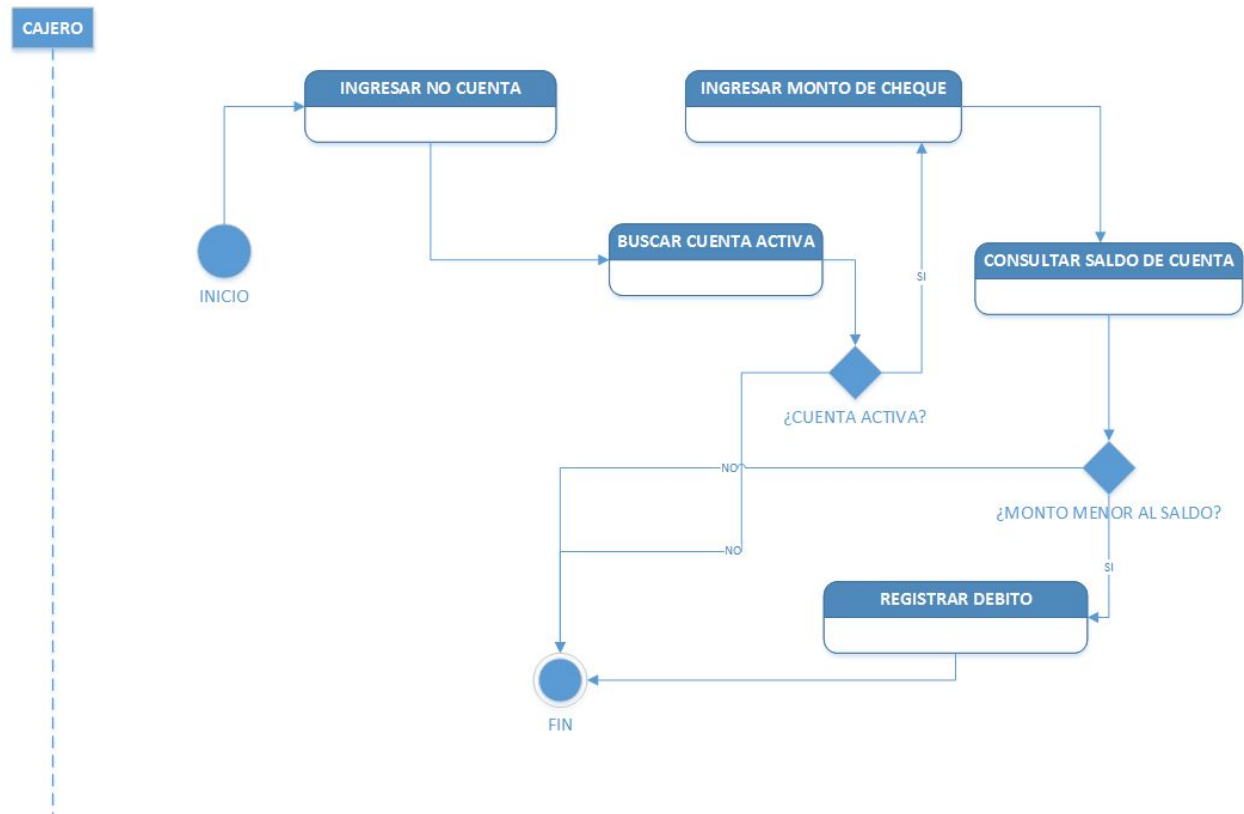 CAJERO
INGRESAR NO CUENTA
INGRESAR MONTO DE CHEQUE
BUSCAR CUENTA ACTIVA
CONSULTAR SALDO DE CUENTA
SI
INICIO
¿CUENTA ACTIVA?
NO
¿MONTO MENOR AL SALDO?
NO
SI
REGISTRAR DEBITO
FIN